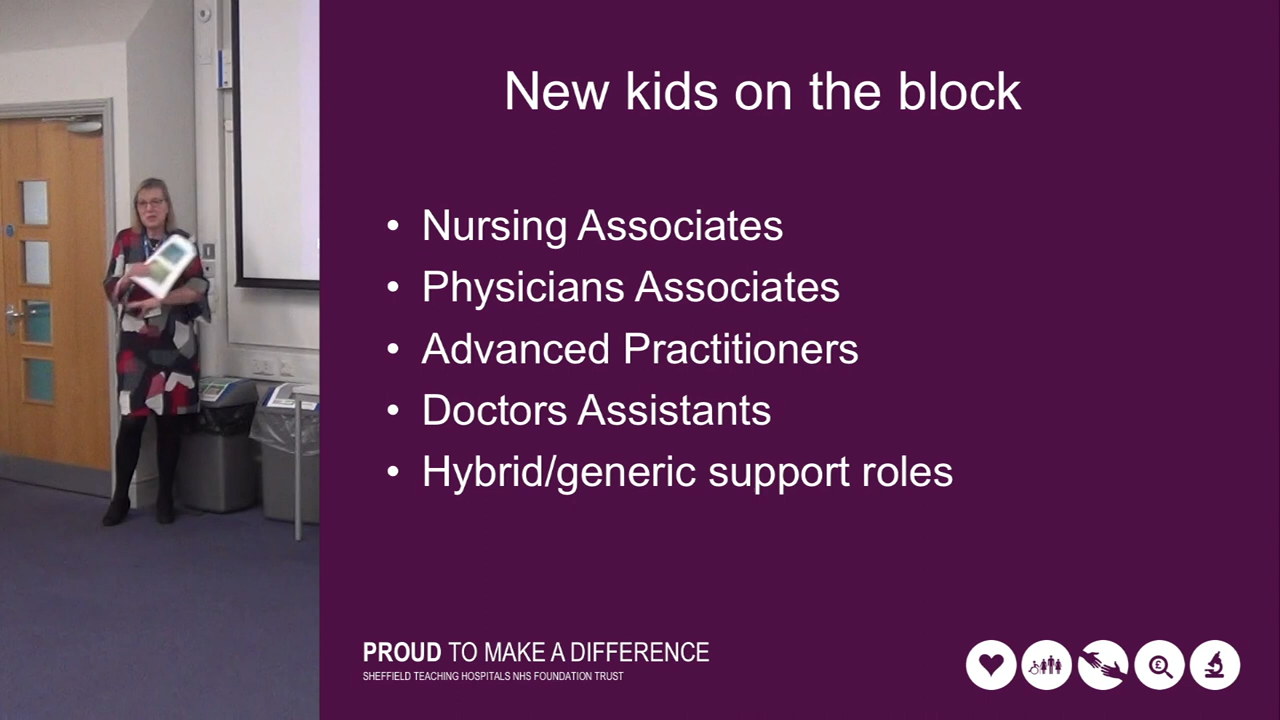 New kids on the block
• Nursing Associates
• Physicians Associates
• Advanced Practitioners
• Doctors Assistants
• Hybrid/generic support roles
PROUD TO MAKE A DIFFERENCE
SHEFFIELD TEACHING HOSPITALS NHS FOUNDATION TRUST
£